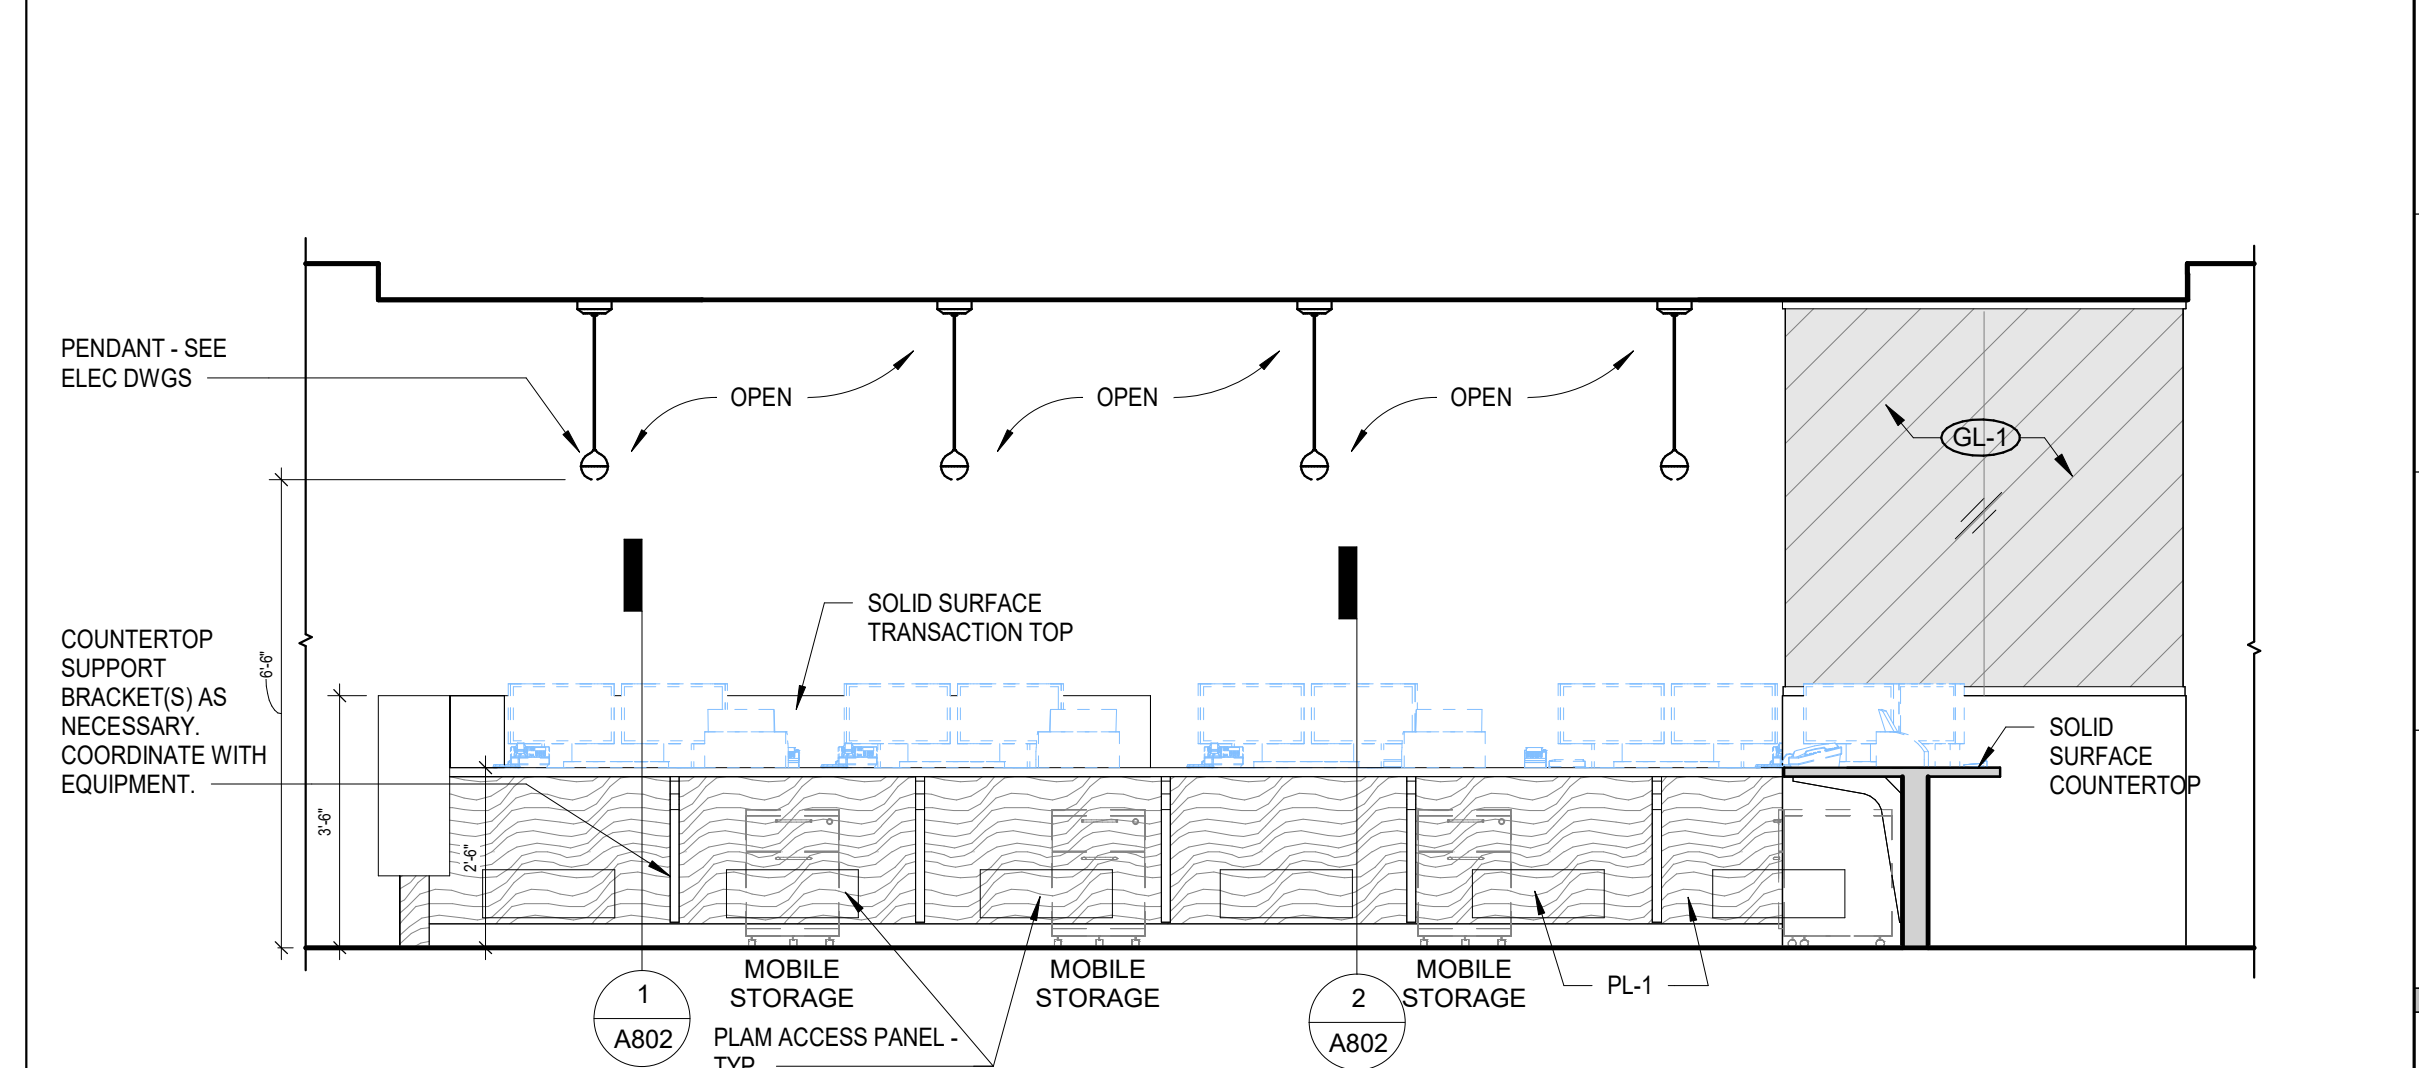 PENDANT - SEE
ELEC DWGS
OPEN
OPEN
OPEN
GL-1
6'-6"
COUNTERTOP
SUPPORT
BRACKET(S) AS
NECESSARY.
COORDINATE WITH
EQUIPMENT.
SOLID SURFACE
TRANSACTION TOP
SOLID
SURFACE
COUNTERTOP
3'-6"
2'-6"
MOBILE
STORAGE
MOBILE
STORAGE
MOBILE
STORAGE
PL-1
1
A802
2
A802
PLAM ACCESS PANEL -
TYP